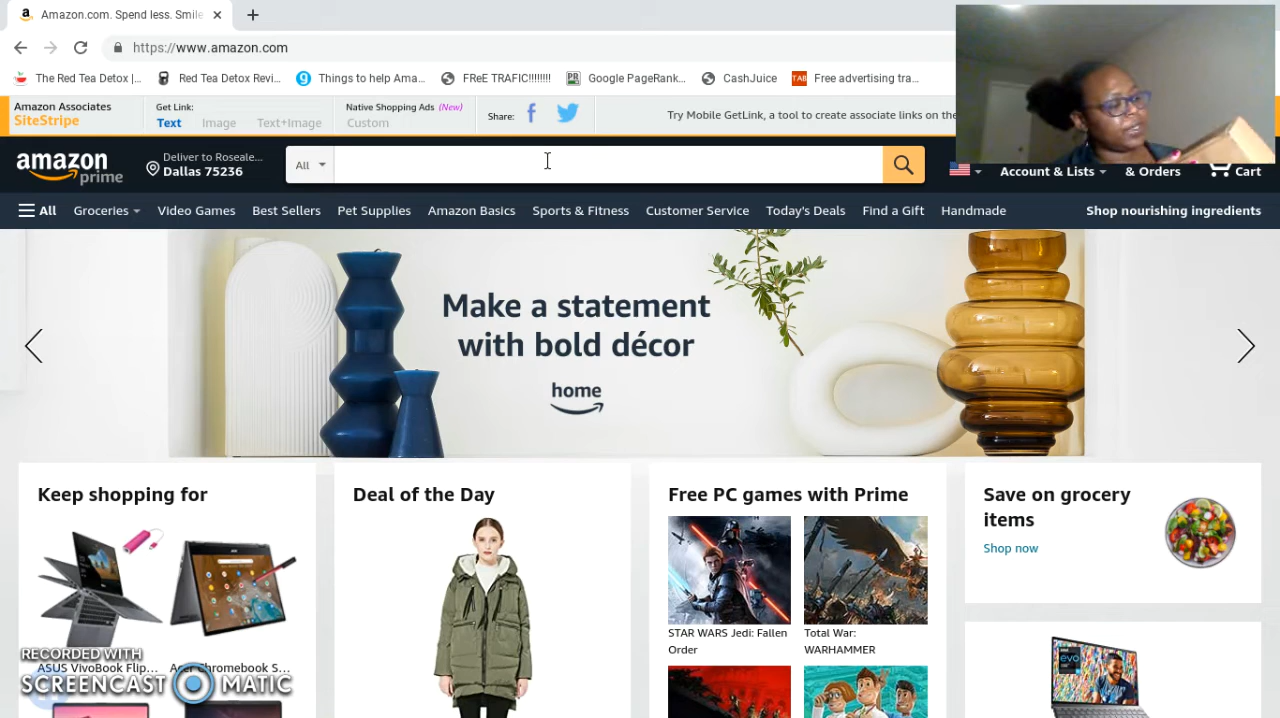 Amazon.com. Spend less. Smile
https://www.amazon.com
The Red Tea Detox |... Red Tea Detox Revi... Things to help Ama... FReE TRAFIC!!!!!!!! Google PageRank... CashJuice Free advertising tra...
Amazon Associates
SiteStripe
Get Link:
Text Image Text+Image
Native Shopping Ads (New)
Custom
Share:
Try Mobile GetLink, a tool to create associate links on the
amazon
prime
Deliver to Roseale...
Dallas 75236
All
Account & Lists
& Orders
Cart
All Groceries Video Games Best Sellers Pet Supplies Amazon Basics Sports & Fitness Customer Service Today's Deals Find a Gift Handmade Shop nourishing ingredients
Make a statement
with bold décor
home
Keep shopping for
ASUS VivoBook Flip... Acer Chromebook S...
Deal of the Day
Free PC games with Prime
STAR WARS Jedi: Fallen
Order
Total War:
WARHAMMER
Save on grocery
items
Shop now
RECORDED WITH
SCREENCAST O MATIC